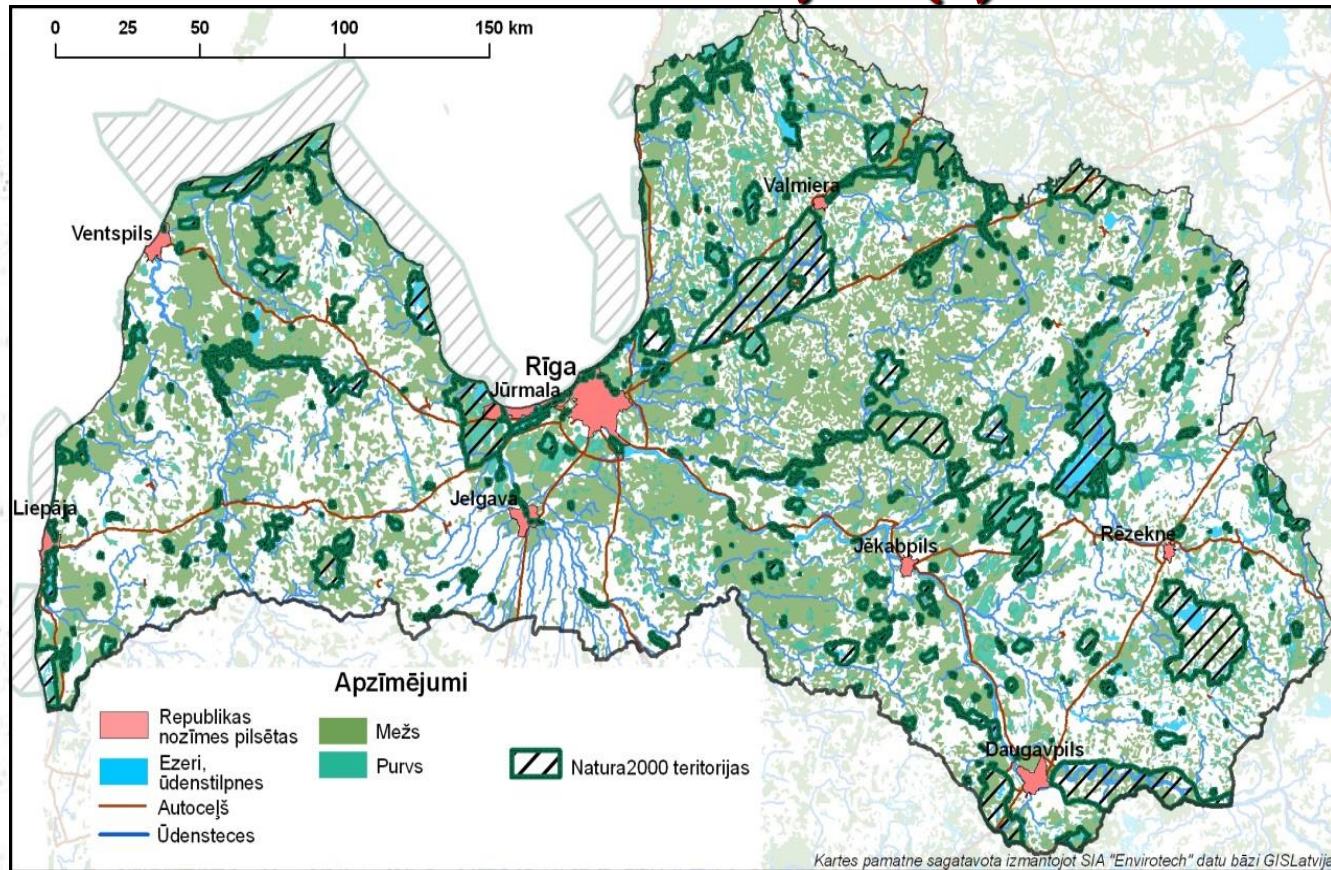 0 25 50 100 150 km
Valmiera
Ventspils
Rīga
Jūrmala
Liepāja
Jelgava
Jēkabpils
Rēzekne
Daugavpils
Apzīmējumi
Republikas
nozīmes pilsētas
Ezeri,
ūdenstilpnes
Autoceļš
Ūdensteces
Mežs
Purvs
Natura2000 teritorijas
Kartes pamatne sagatavota izmantojot SIA "Envirotech" datu bāzi GISLatvija